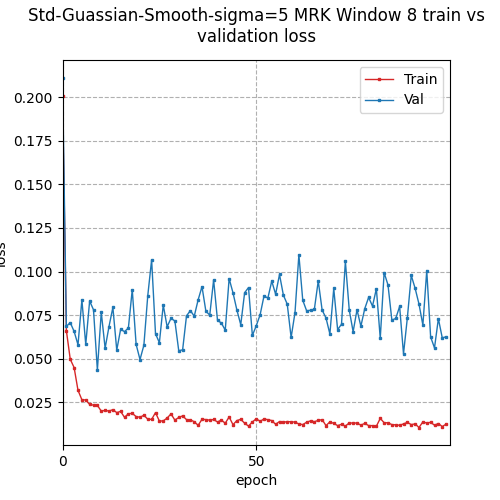 Std-Guassian-Smooth-sigma=5 MRK Window 8 train vs
validation loss
Train
Val
0.200
0.175
0.150
0.125
0.100
0.075
0.050
0.025
loss
0
50
epoch